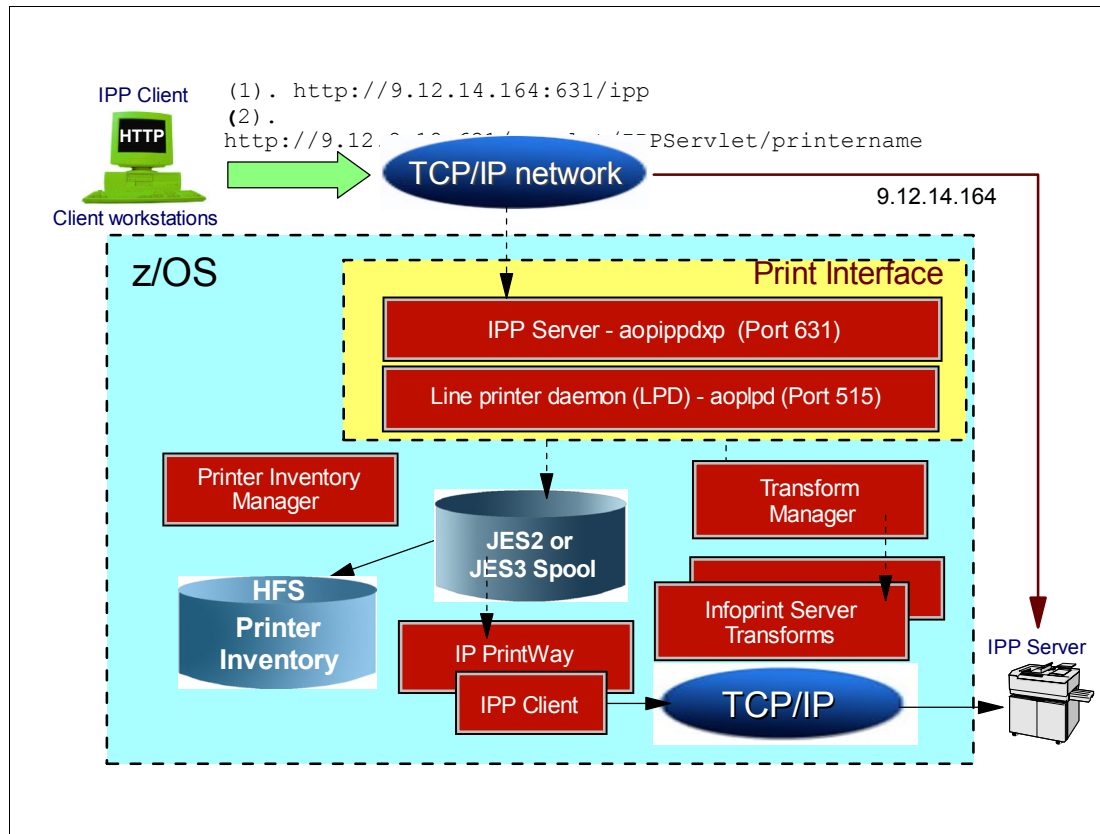 IPP Client
(1). http://9.12.14.164:631/ipp
(2).
PServlet/printername
HTTP
TCP/IP network
Client workstations
9.12.14.164
z/OS
Print Interface
IPP Server - aopippdxp (Port 631)
Line printer daemon (LPD) - aoplpd (Port 515)
Printer Inventory
Manager
Transform
Manager
JES2 or
JES3 Spool
HFS
Printer
Inventory
Infoprint Server
Transforms
IP PrintWay
IPP Client
TCP/IP
IPP Server